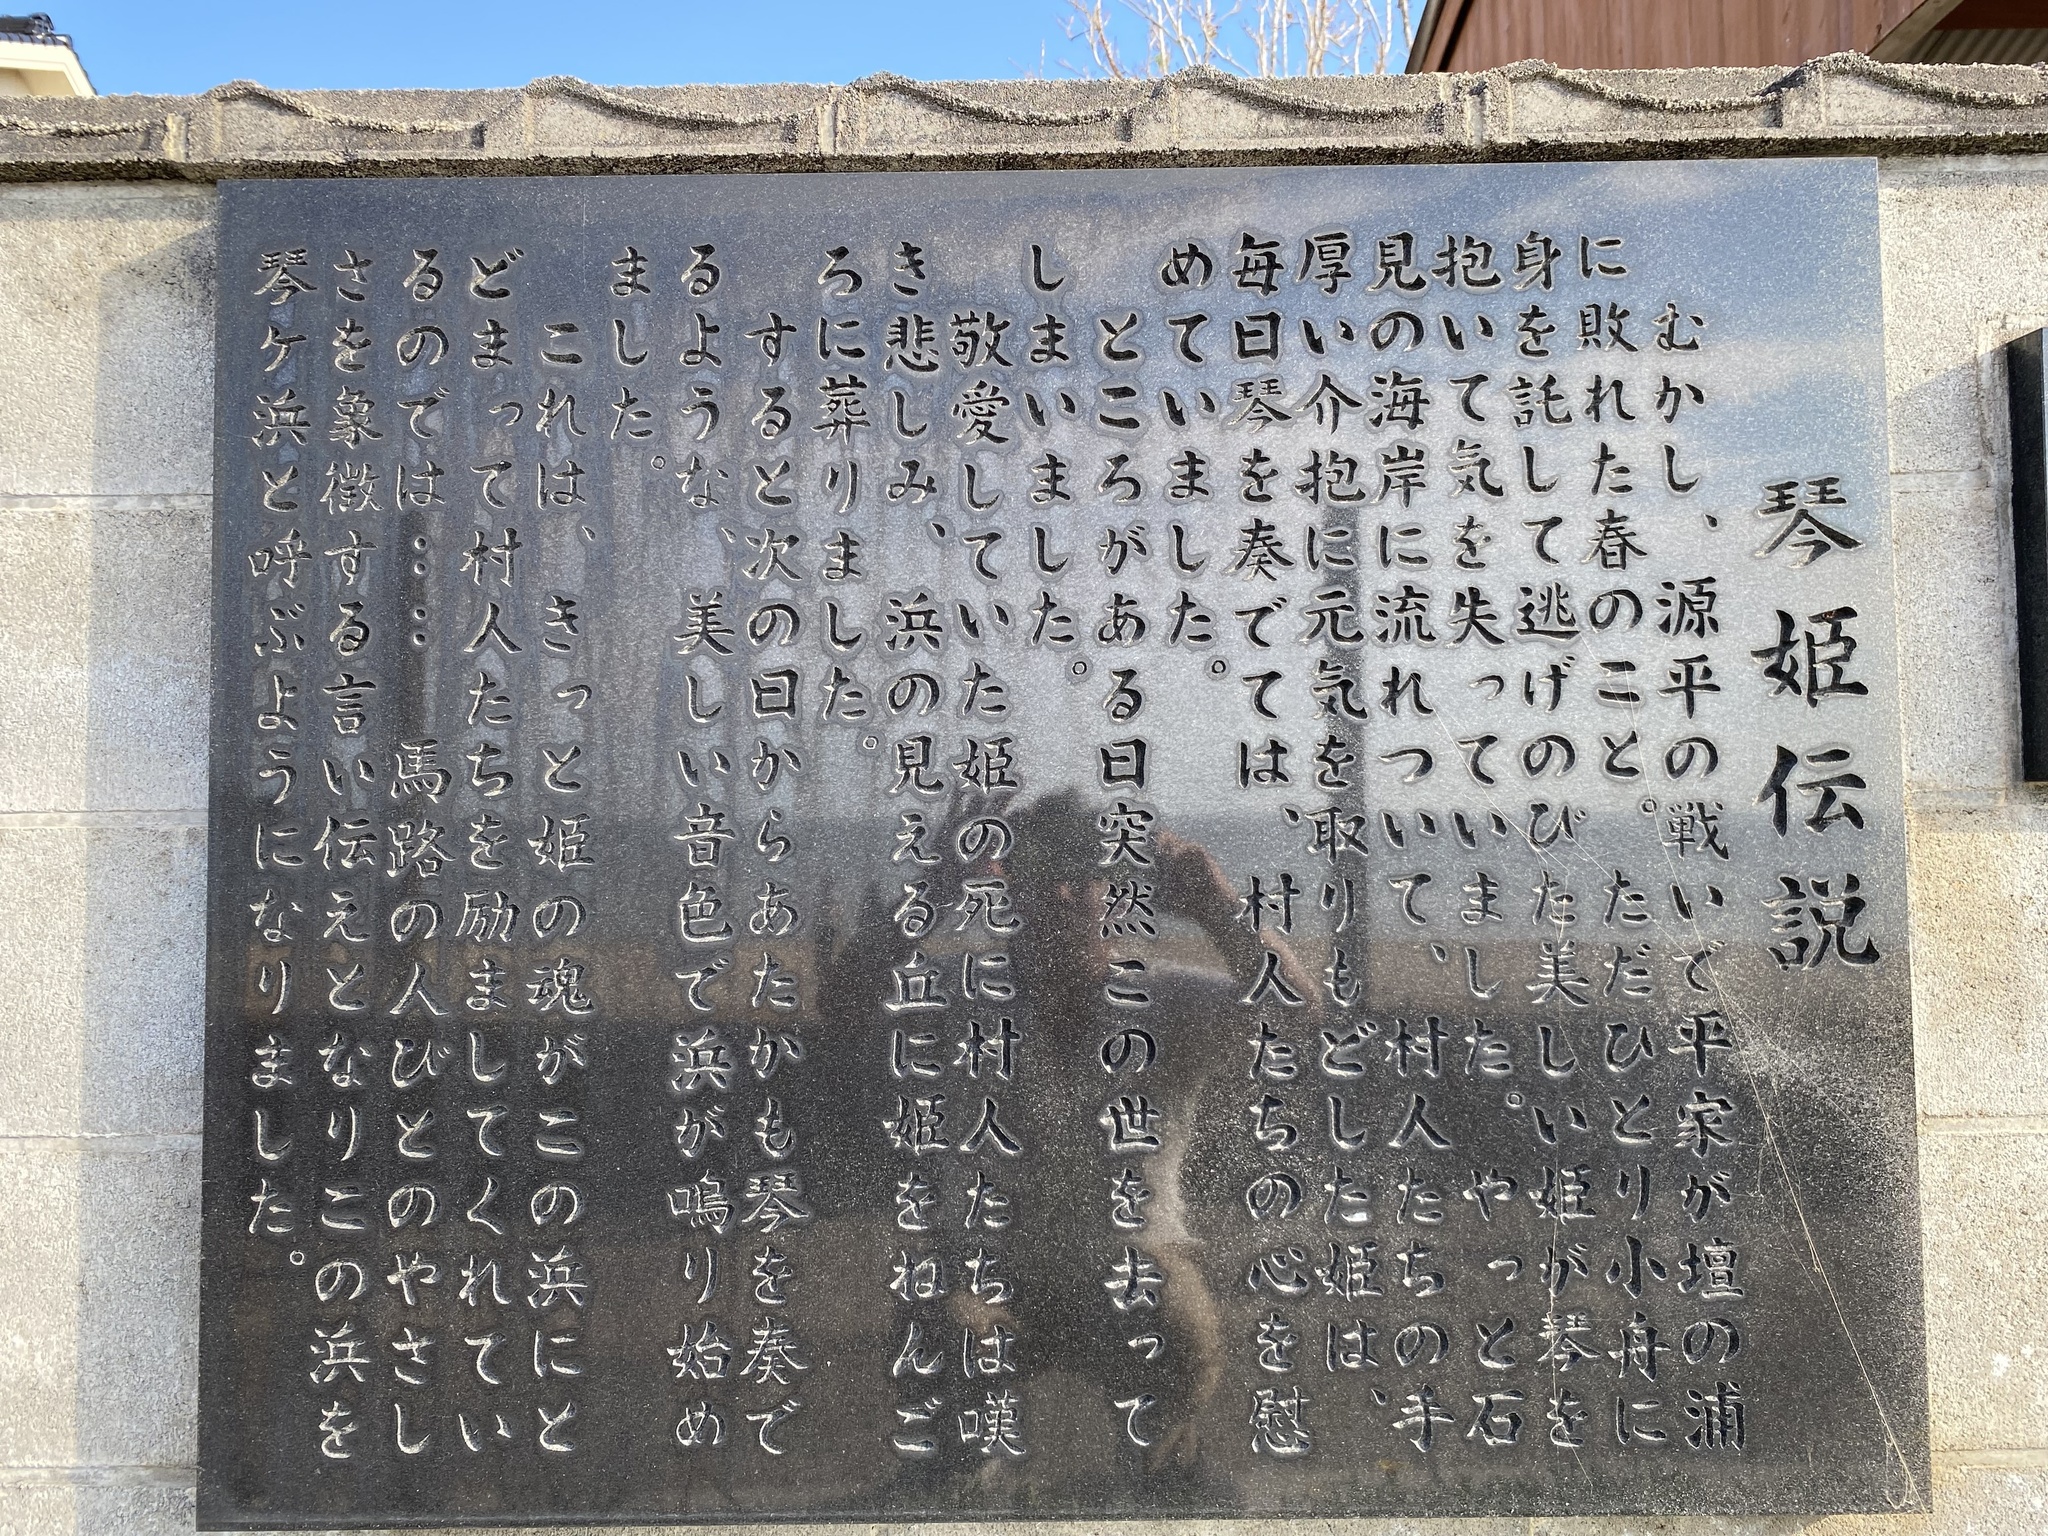 琴姫伝説
むかし、源平の戦いで平家が壇の浦
に敗れた春のこと。ただひとり小舟に
身を託して逃げのびた美しい姫が琴を
抱いて気を失っていました。やっと石
見の海岸に流れついて、村人たちの手
厚い介抱に元気を取りもどした姫は、
毎日琴を奏でては、村人たちの心を慰
めていました。
ところがある日突然この世を去って
しまいました。
敬愛していた姫の死に村人たちは嘆
き悲しみ、浜の見える丘に姫をねんご
ろに葬りました。
すると次の日からあたかも琴を奏で
るような、美しい音色で浜が鳴り始め
ました。
これは、きっと姫の魂がこの浜にと
どまって村人たちを励ましてくれてい
るのでは……馬路の人びとのやさし
さを象徴する言い伝えとなりこの浜を
琴ケ浜と呼ぶようになりました。